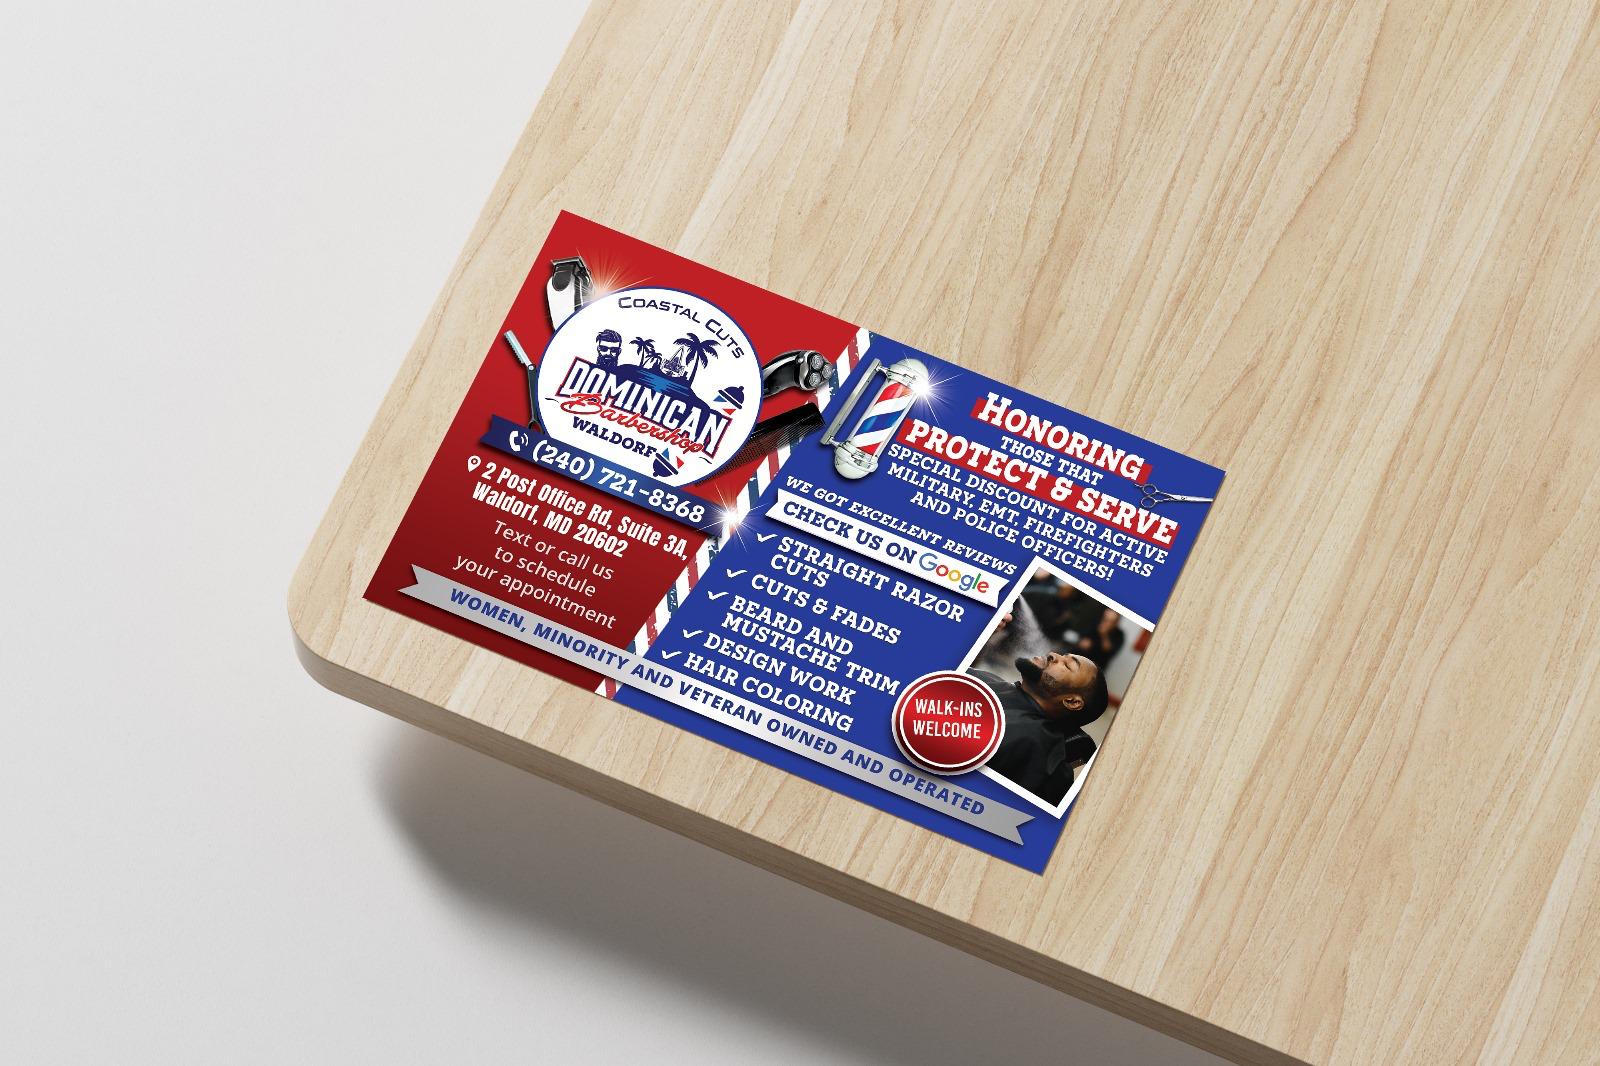 COASTAL CUTS
DOMINICAN
Barbershop
WALDORF
(240) 721-8368
2 Post Office Rd, Suite 3A,
Waldorf, MD 20602
Text or call us
to schedule
your appointment
HONORING
THOSE THAT
PROTECT & SERVE
SPECIAL DISCOUNT FOR ACTIVE
MILITARY, EMT, FIREFIGHTERS
AND POLICE OFFICERS!
WE GOT EXCELLENT REVIEWS
CHECK US ON Google
STRAIGHT RAZOR
CUTS
CUTS & FADES
BEARD AND
MUSTACHE TRIM
DESIGN WORK
HAIR COLORING
WALK-INS
WELCOME
WOMEN, MINORITY AND VETERAN OWNED AND OPERATED